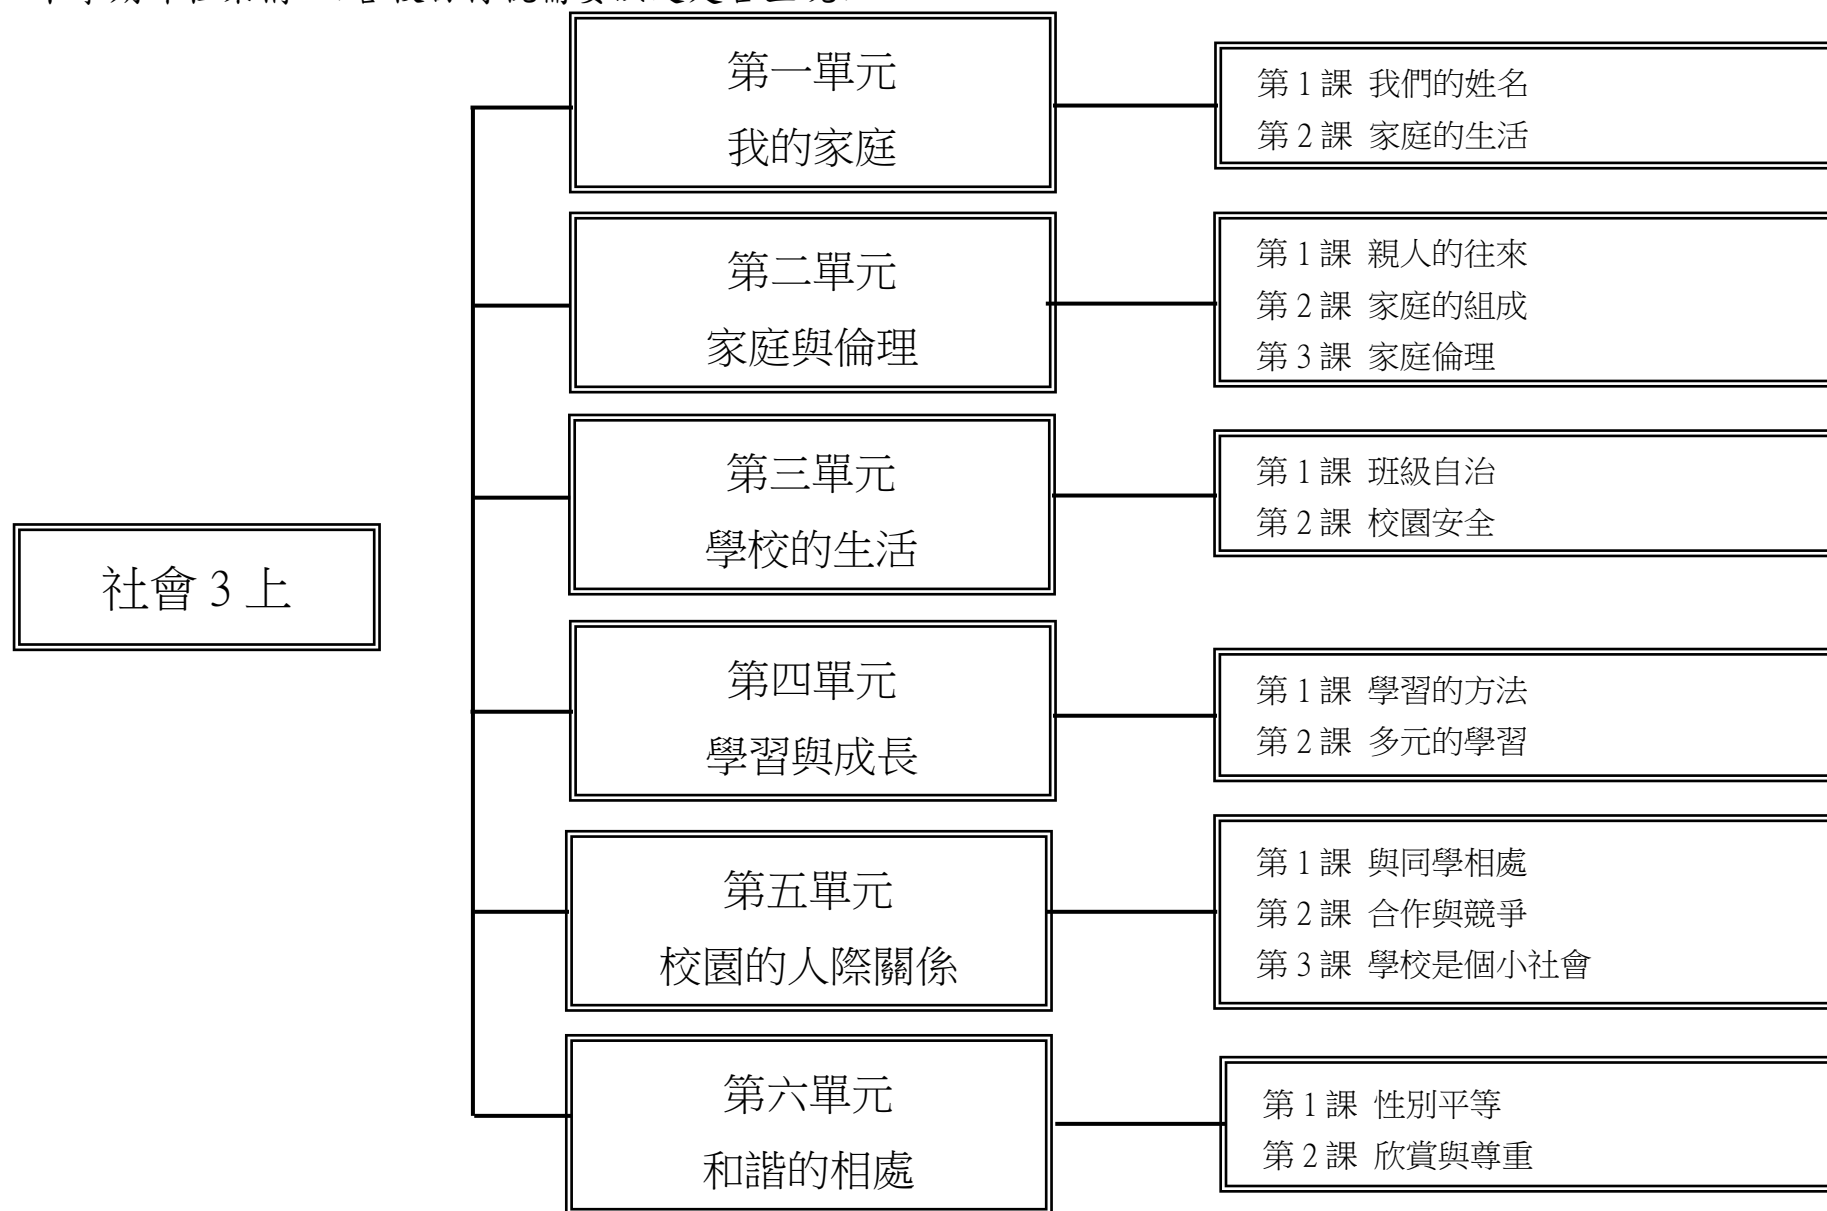 社會 3 上
第一單元
我的家庭
第 1 課 我們的姓名
第 2 課 家庭的生活
第二單元
家庭與倫理
第 1 課 親人的往來
第 2 課 家庭的組成
第 3 課 家庭倫理
第三單元
學校的生活
第 1 課 班級自治
第 2 課 校園安全
第四單元
學習與成長
第 1 課 學習的方法
第 2 課 多元的學習
第五單元
校園的人際關係
第 1 課 與同學相處
第 2 課 合作與競爭
第 3 課 學校是個小社會
第六單元
和諧的相處
第 1 課 性別平等
第 2 課 欣賞與尊重